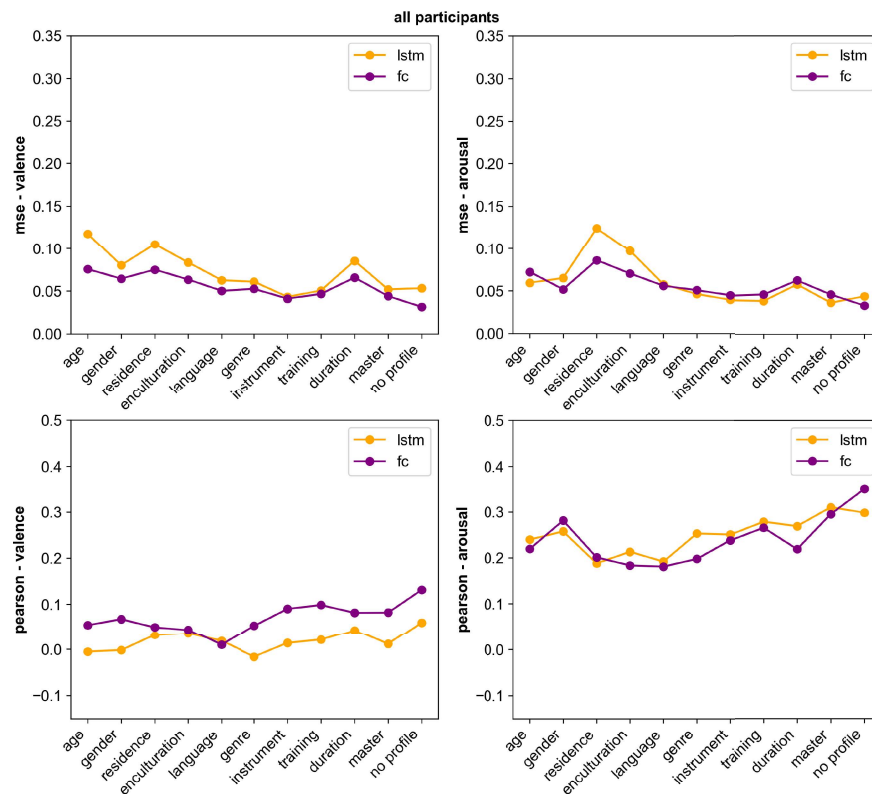 all participants
mse - valence
0.35
0.30
0.25
0.20
0.15
0.10
0.05
0.00
lstm
fc
age
gender
residence
enculturation
language
genre
instrument
training
duration
master
no profile
mse - arousal
0.35
0.30
0.25
0.20
0.15
0.10
0.05
0.00
lstm
fc
age
gender
residence
enculturation
language
genre
instrument
training
duration
master
no profile
pearson - valence
0.5
0.4
0.3
0.2
0.1
0.0
−0.1
lstm
fc
age
gender
residence
enculturation
language
genre
instrument
training
duration
master
no profile
pearson - arousal
0.5
0.4
0.3
0.2
0.1
0.0
−0.1
lstm
fc
age
gender
residence
enculturation
language
genre
instrument
training
duration
master
no profile